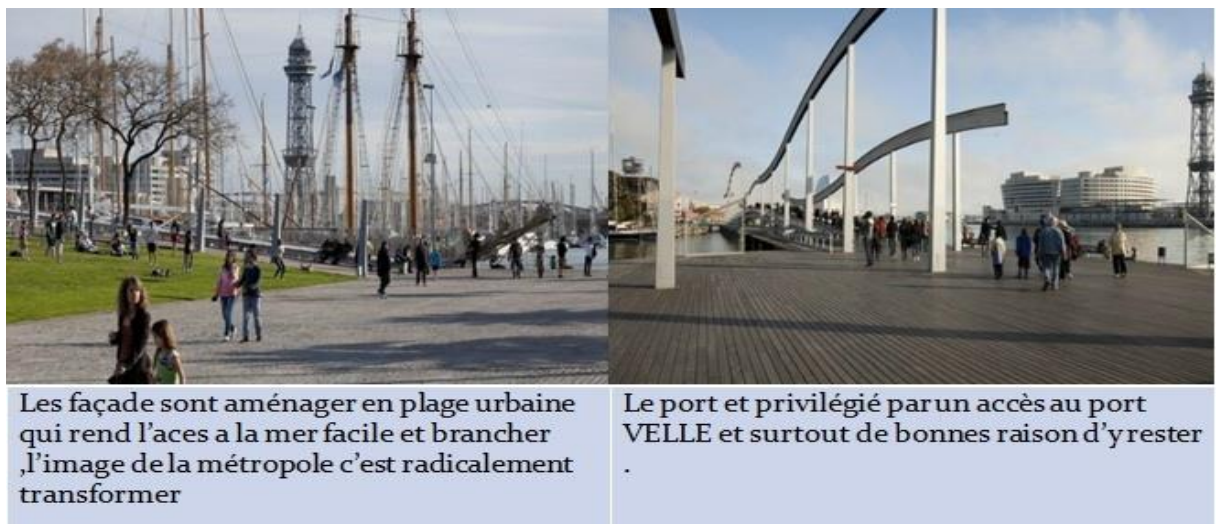 Les façade sont aménager en plage urbaine
qui rend l'aces a la mer facile et brancher
,l'image de la métropole c'est radicalement
transformer
Le port et privilégié par un accès au port
VELLE et surtout de bonnes raison d'y rester
.